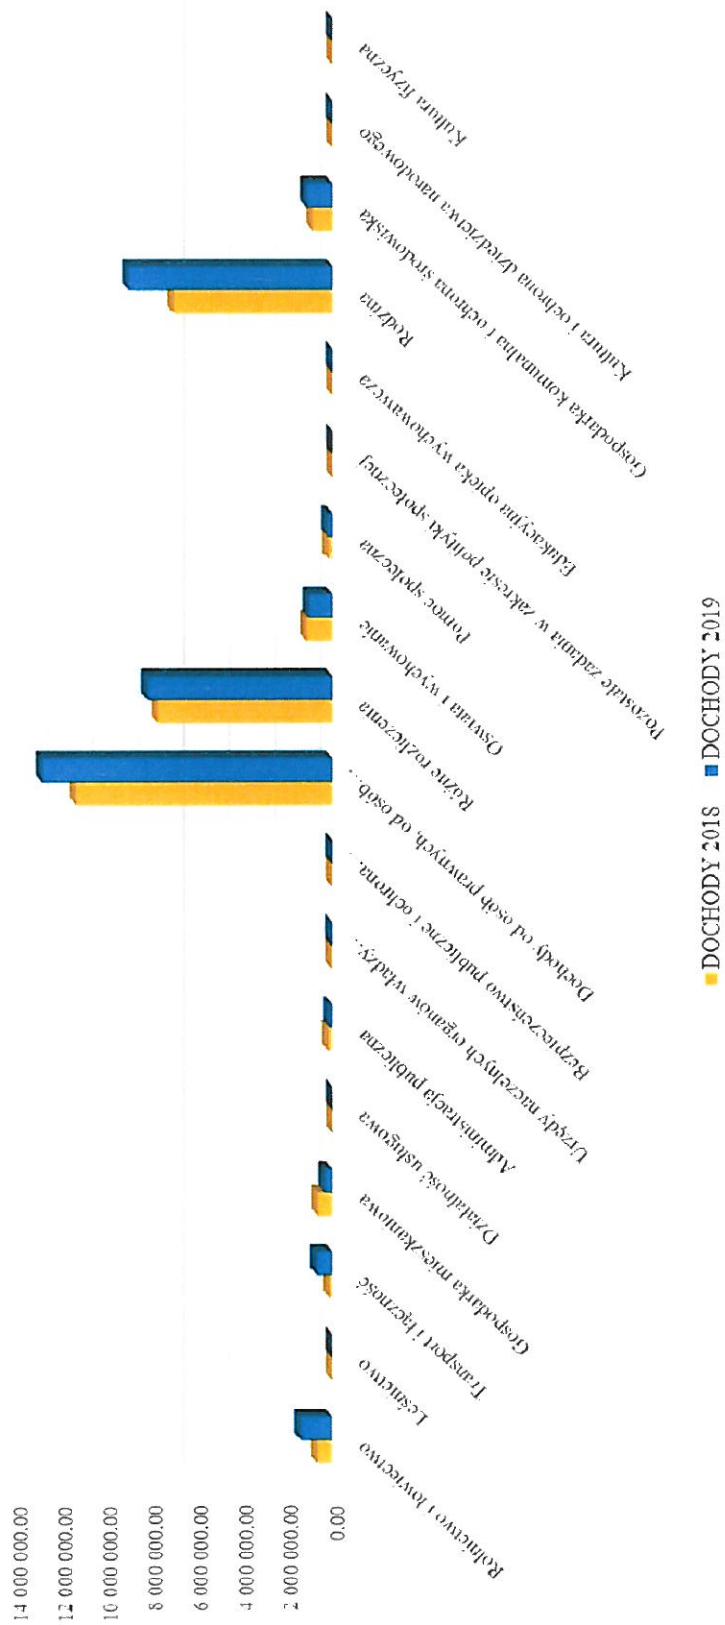 14 000 000.00
12 000 000.00
10 000 000.00
8 000 000.00
6 000 000.00
4 000 000.00
2 000 000.00
0.00
Rolnictwo i łowiectwo
Leśnictwo
Transport i łączność
Gospodarka mieszkaniowa
Działalność usługowa
Administracja publiczna
Urzędy naczelnych organów władzy...
Bezpieczeństwo publiczne i ochrona...
Dochody od osób prawnych, od osób...
Różne rozliczenia
Oświata i wychowanie
Pomoc społeczna
Pozostałe zadania w zakresie polityki społecznej
Edukacyjna opieka wychowawcza
Rodzina
Gospodarka komunalna i ochrona środowiska
Kultura i ochrona dziedzictwa narodowego
Kultura fizyczna
DOCHODY 2018 DOCHODY 2019